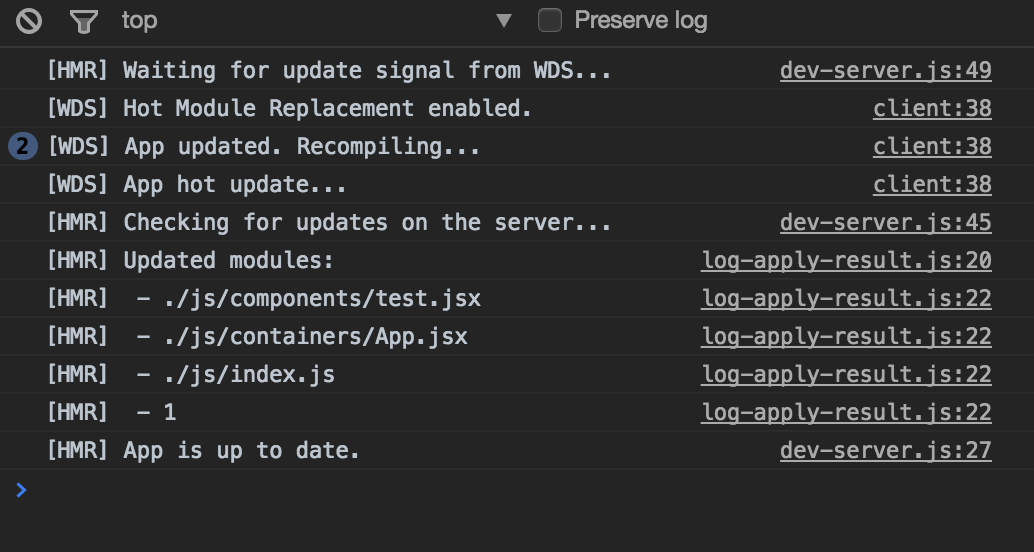 top Preserve log
[HMR] Waiting for update signal from WDS... dev-server.js:49
[WDS] Hot Module Replacement enabled. client:38
2 [WDS] App updated. Recompiling... client:38
[WDS] App hot update... client:38
[HMR] Checking for updates on the server... dev-server.js:45
[HMR] Updated modules: log-apply-result.js:20
[HMR] - ./js/components/test.jsx log-apply-result.js:22
[HMR] - ./js/containers/App.jsx log-apply-result.js:22
[HMR] - ./js/index.js log-apply-result.js:22
[HMR] - 1 log-apply-result.js:22
[HMR] App is up to date. dev-server.js:27